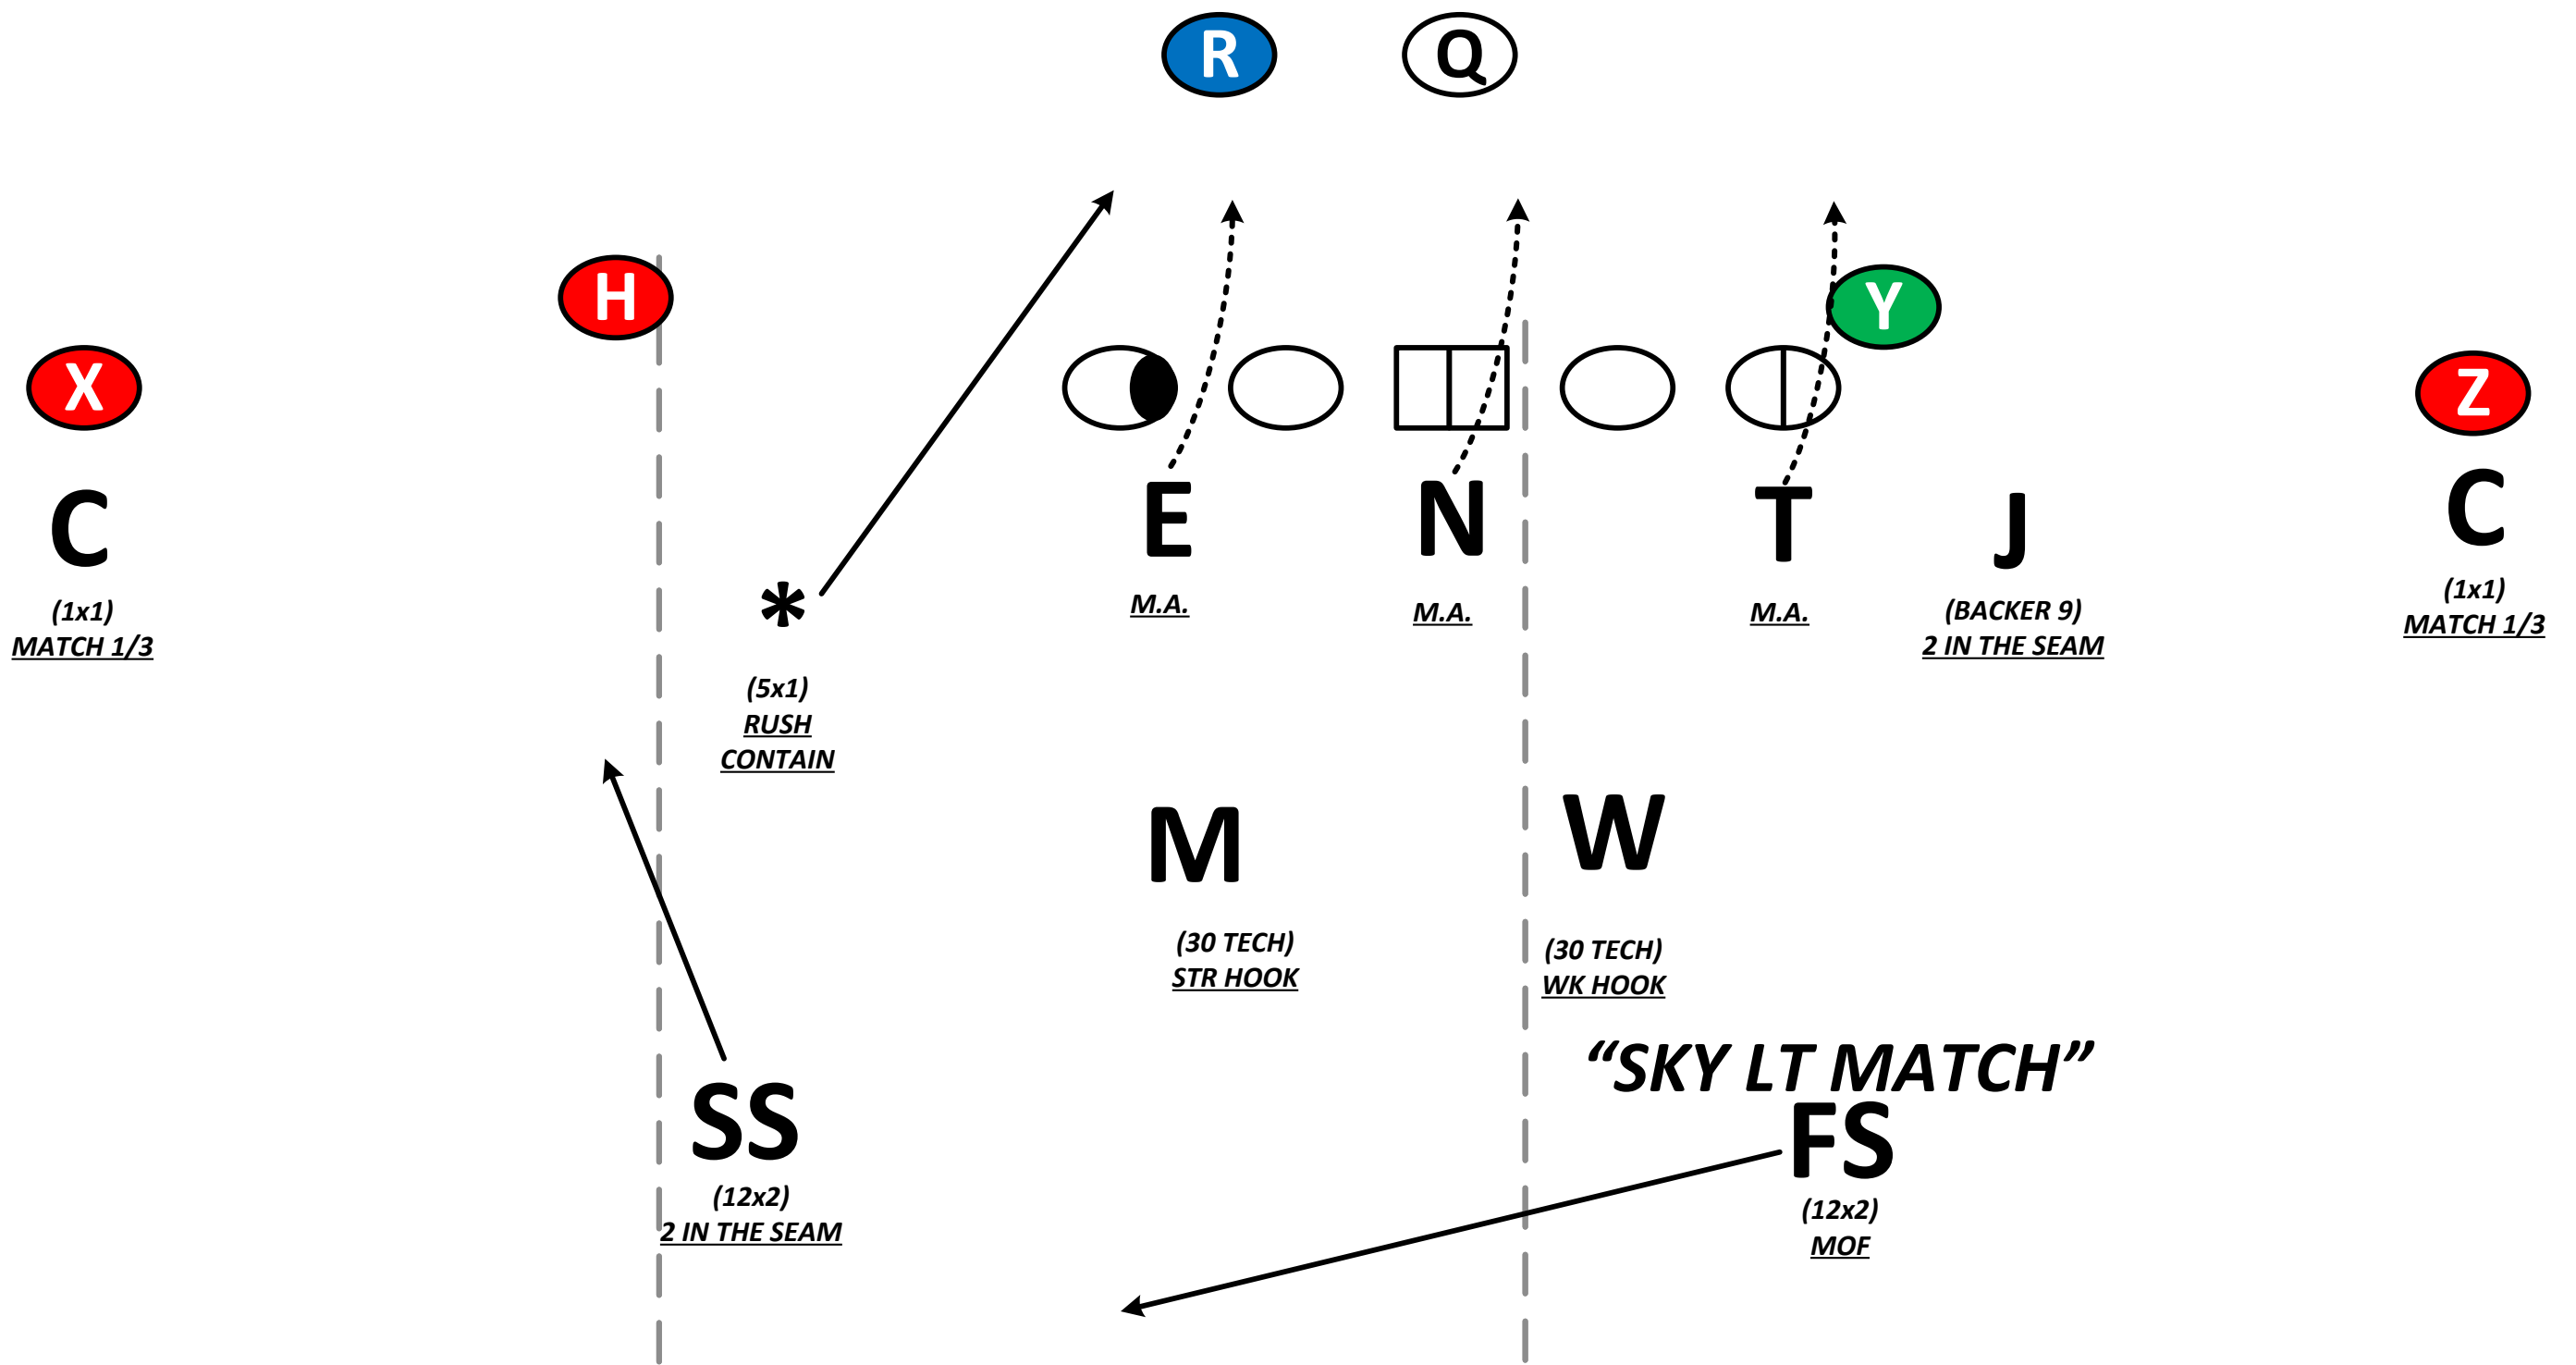 R Q
H
Y
X
Z
C E N T J C
*
(1x1)
MATCH 1/3
(5x1)
RUSH
CONTAIN
M.A.
M.A.
M.A.
(BACKER 9)
2 IN THE SEAM
(1x1)
MATCH 1/3
M W
(30 TECH)
STR HOOK
(30 TECH)
WK HOOK
“SKY LT MATCH”
SS
(12x2)
2 IN THE SEAM
FS
(12x2)
MOF